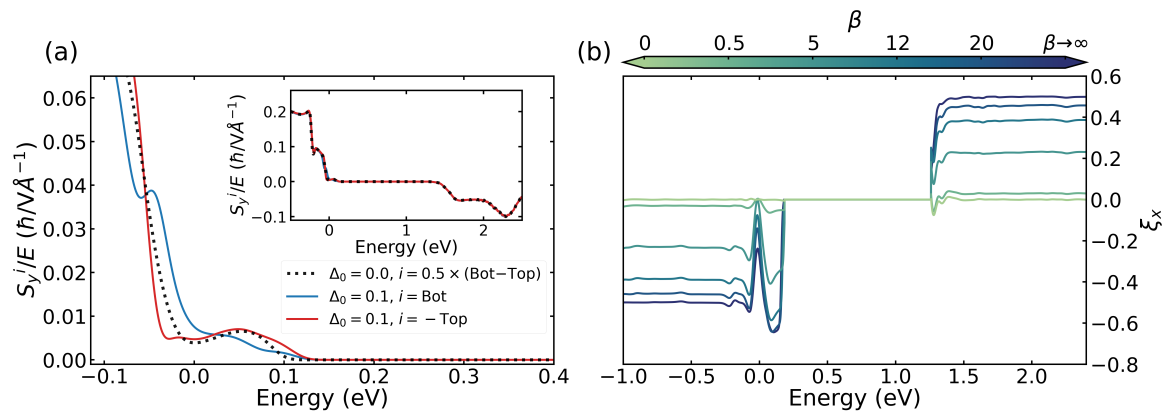 (a)
0.06
0.05
0.04
0.03
0.02
0.01
0.00
−0.1 0.0 0.1 0.2 0.3 0.4
Energy (eV)
S_y^i/E (ℏ/VÅ⁻¹)
0.2
0.1
0.0
−0.1
0 1 2
Energy (eV)
S_y^i/E (ℏ/VÅ⁻¹)
Δ₀ = 0.0, i = 0.5 × (Bot−Top)
Δ₀ = 0.1, i = Bot
Δ₀ = 0.1, i = −Top
(b)
β
0 0.5 5 12 20 β→∞
0.6
0.4
0.2
0.0
−0.2
−0.4
−0.6
−0.8
ξₓ
−1.0 −0.5 0.0 0.5 1.0 1.5 2.0
Energy (eV)